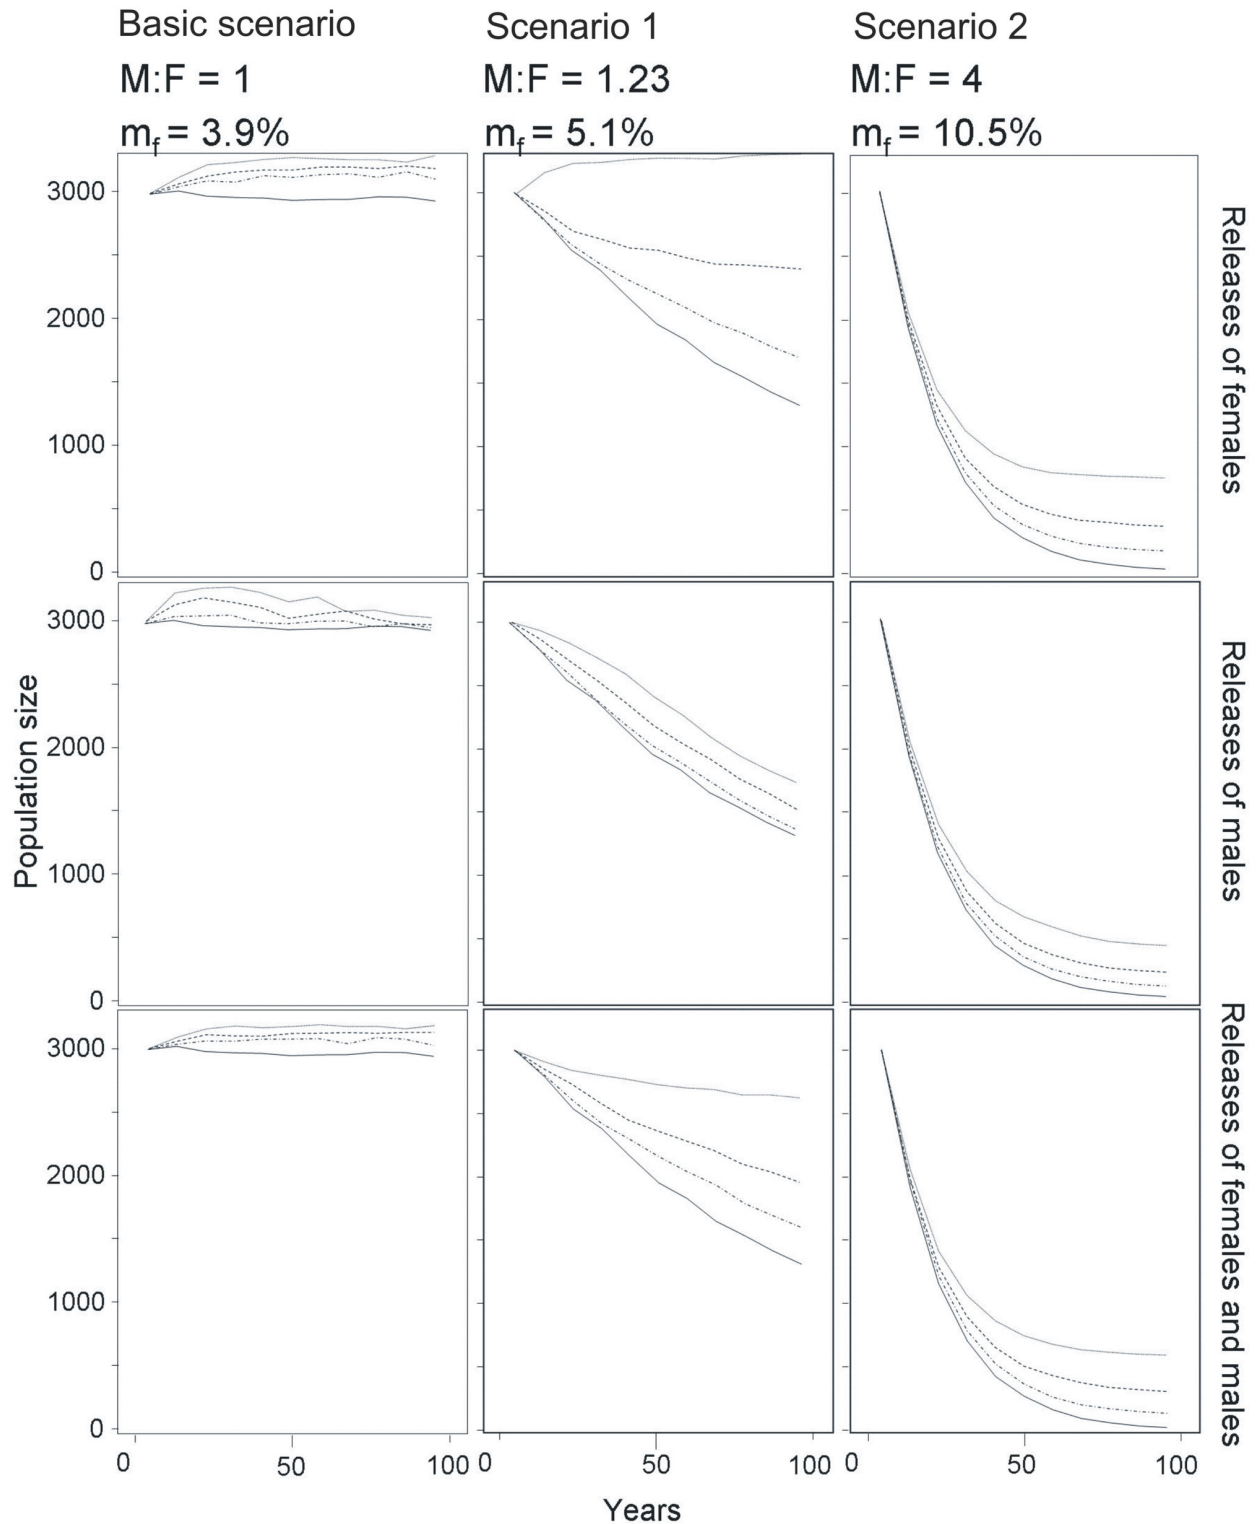 Basic scenario
M:F = 1
mf = 3.9%
Scenario 1
M:F = 1.23
mf = 5.1%
Scenario 2
M:F = 4
mf = 10.5%
3000
2000
1000
0
Releases of females
3000
2000
1000
0
Population size
Releases of males
3000
2000
1000
0
Releases of females and males
0
50
100
0
50
100
0
50
100
Years